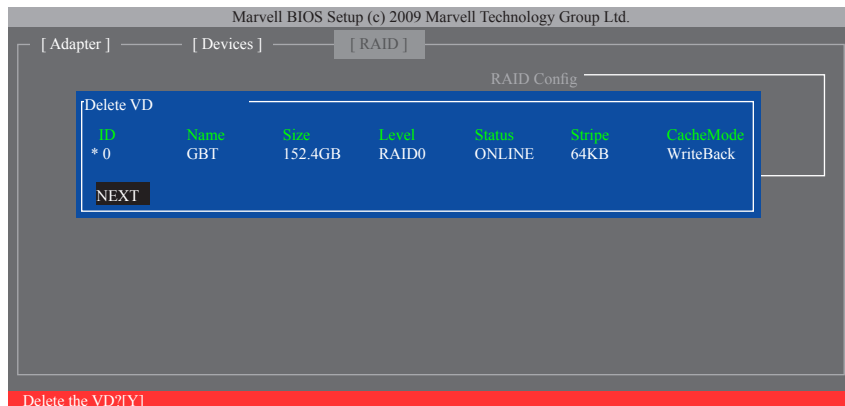 Marvell BIOS Setup (c) 2009 Marvell Technology Group Ltd.
[ Adapter ] [ Devices ] [ RAID ]
RAID Config
Delete VD
ID Name Size Level Status Stripe CacheMode
* 0 GBT 152.4GB RAID0 ONLINE 64KB WriteBack
NEXT
Delete the VD?[Y]